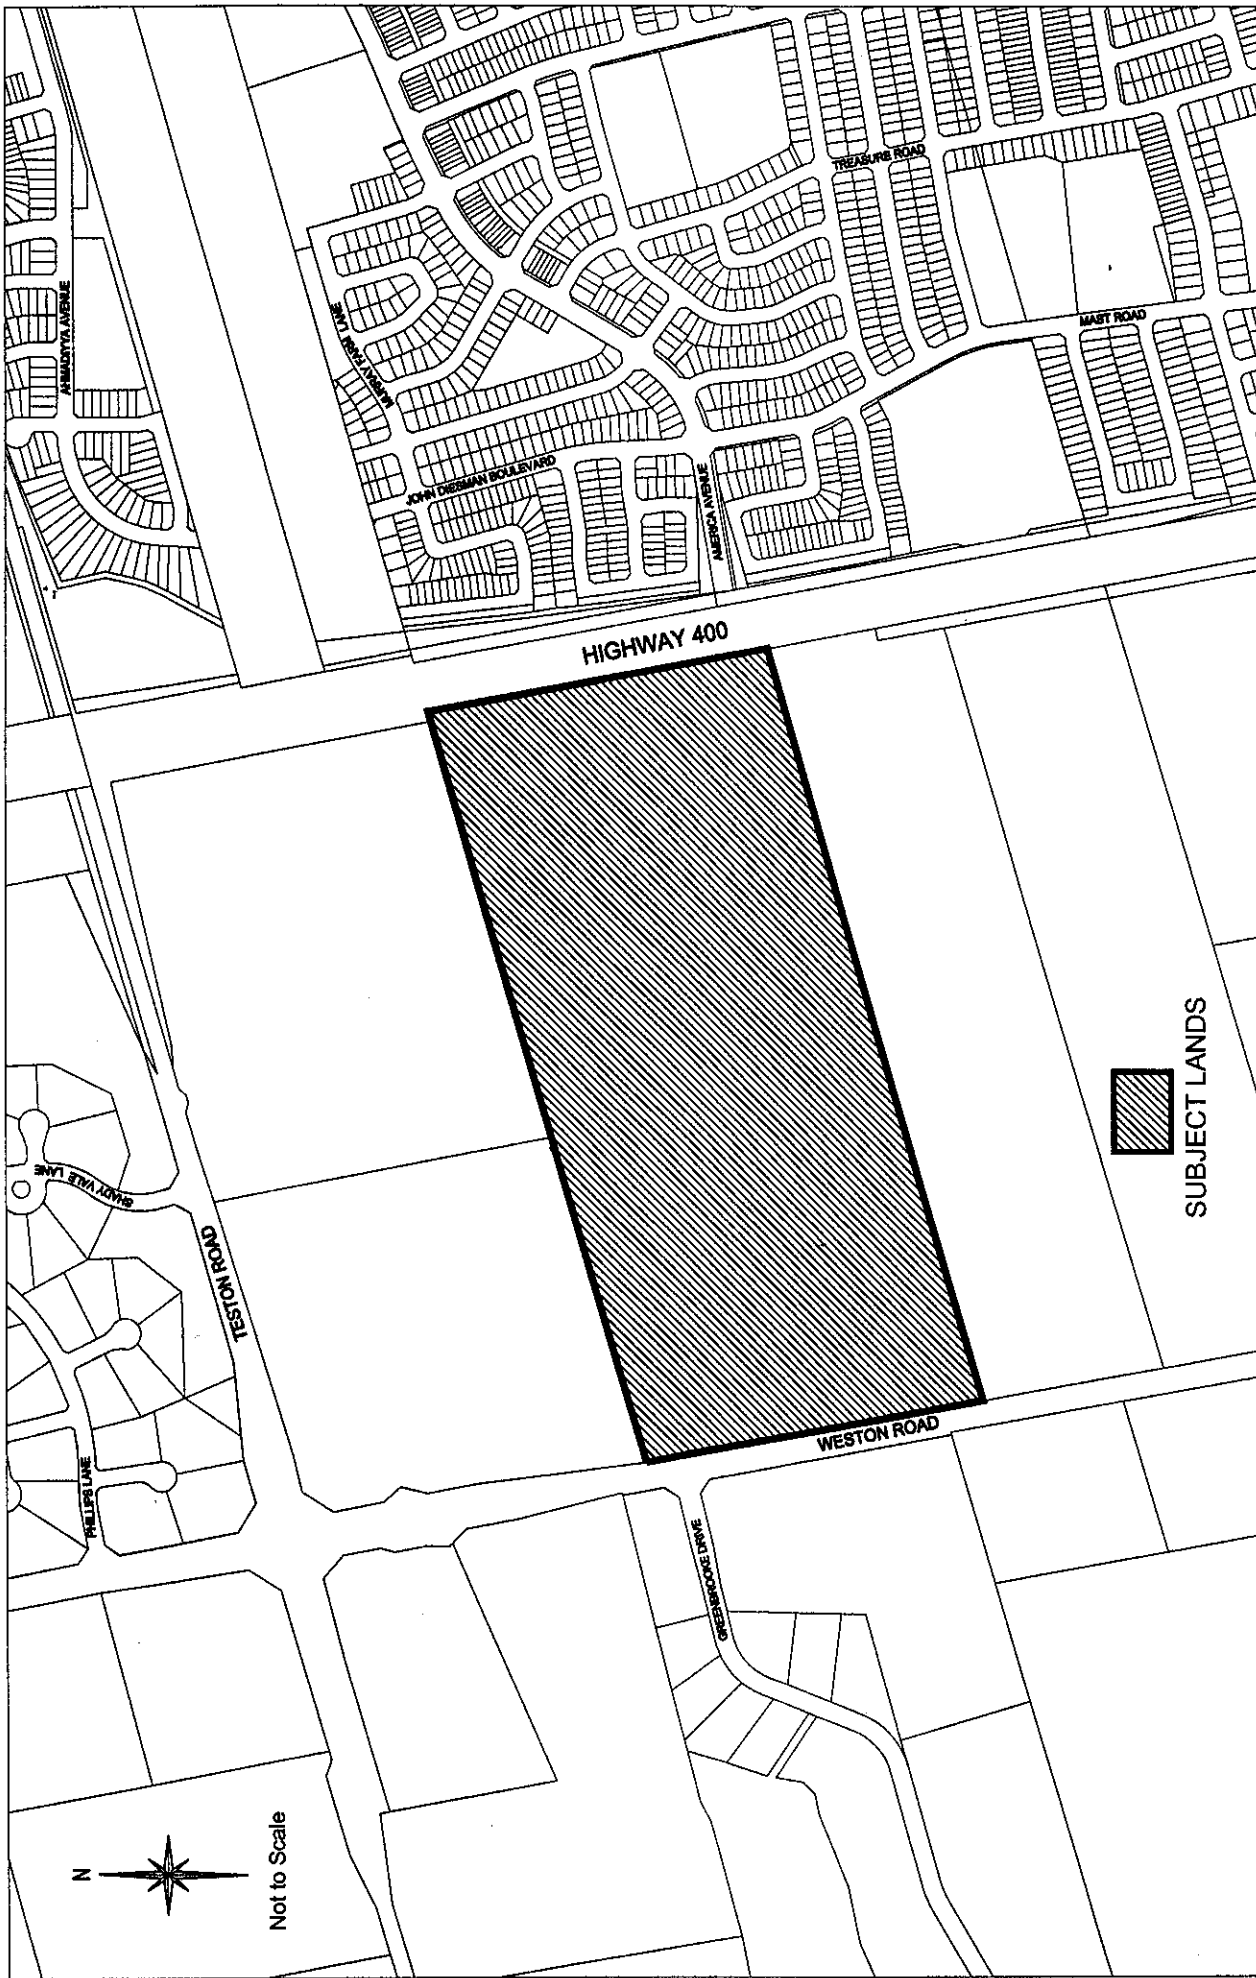 AHMADIYYA AVENUE
TREASURE ROAD
MURRAY FARM LANE
MAST ROAD
JOHN DIESMAN BOULEVARD
AMERICA AVENUE
HIGHWAY 400
SHADY VALE LANE
TESTON ROAD
PHILLIPS LANE
WESTON ROAD
GREENBROOKE DRIVE
SUBJECT LANDS
N
Not to Scale